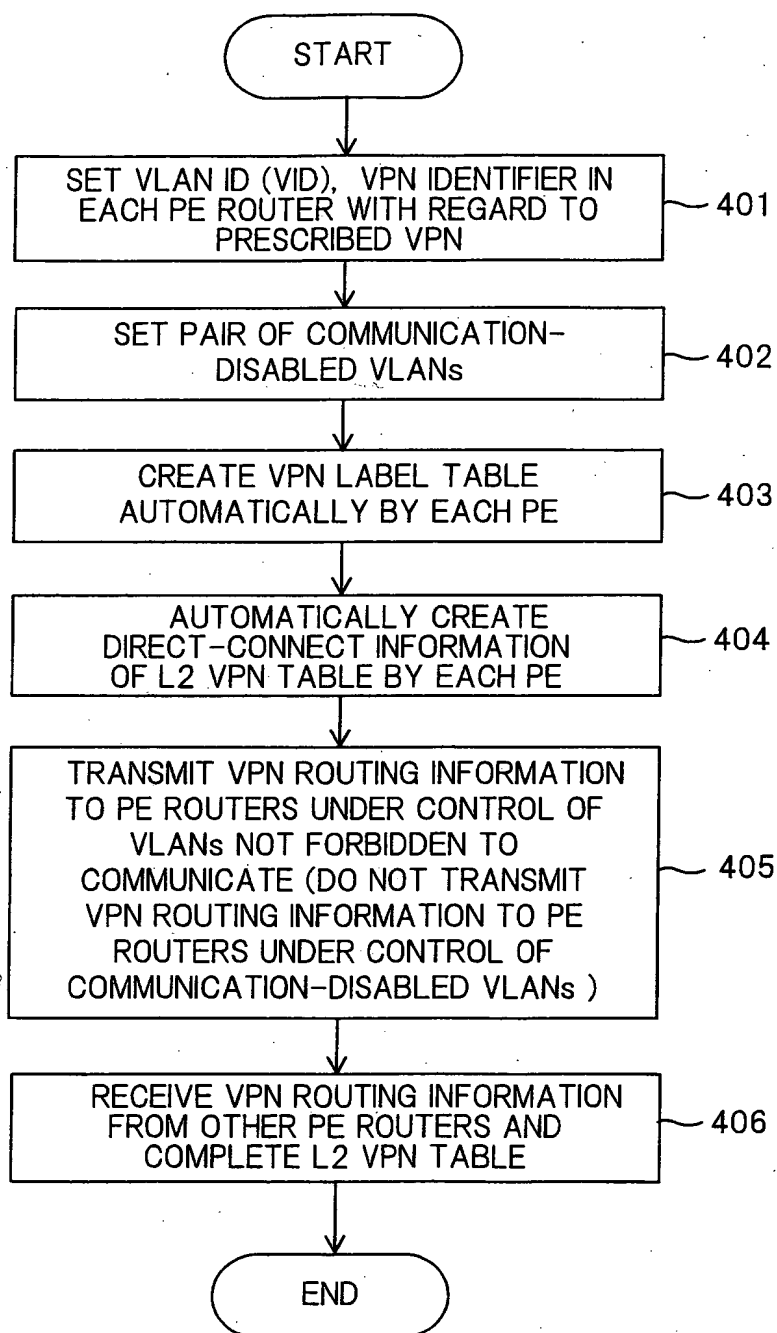 START
SET VLAN ID (VID), VPN IDENTIFIER IN
EACH PE ROUTER WITH REGARD TO
PRESCRIBED VPN
401
SET PAIR OF COMMUNICATION-
DISABLED VLANs
402
CREATE VPN LABEL TABLE
AUTOMATICALLY BY EACH PE
403
AUTOMATICALLY CREATE
DIRECT-CONNECT INFORMATION
OF L2 VPN TABLE BY EACH PE
404
TRANSMIT VPN ROUTING INFORMATION
TO PE ROUTERS UNDER CONTROL OF
VLANs NOT FORBIDDEN TO
COMMUNICATE (DO NOT TRANSMIT
VPN ROUTING INFORMATION TO PE
ROUTERS UNDER CONTROL OF
COMMUNICATION-DISABLED VLANs )
405
RECEIVE VPN ROUTING INFORMATION
FROM OTHER PE ROUTERS AND
COMPLETE L2 VPN TABLE
406
END